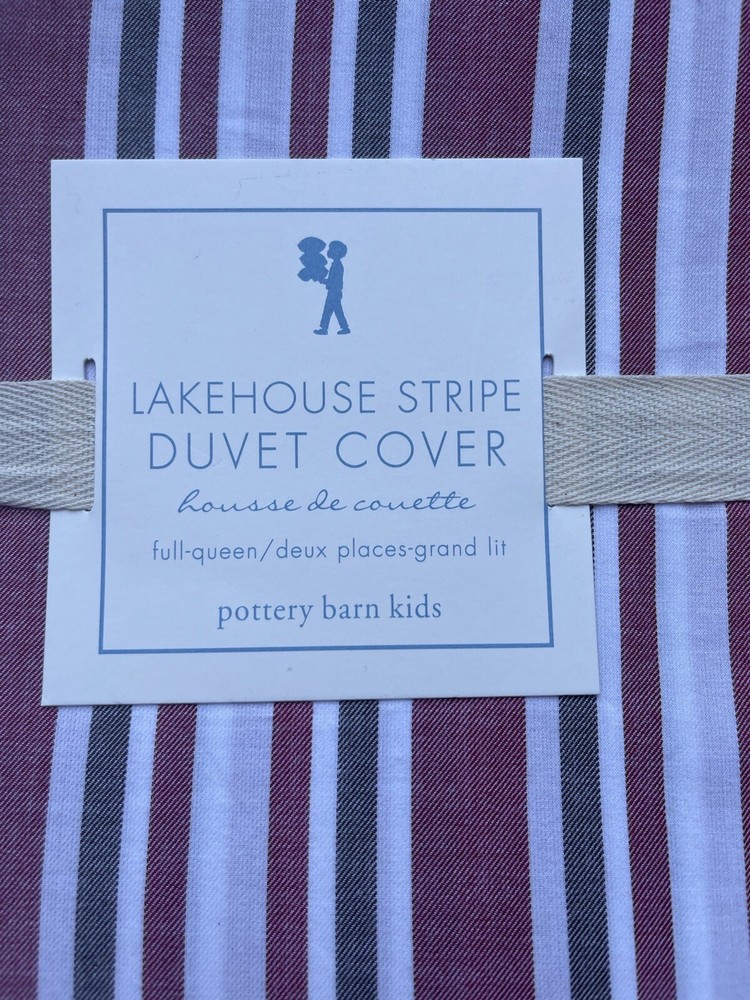 LAKEHOUSE STRIPE
DUVET COVER
housse de couette
full-queen/deux places-grand lit
pottery barn kids